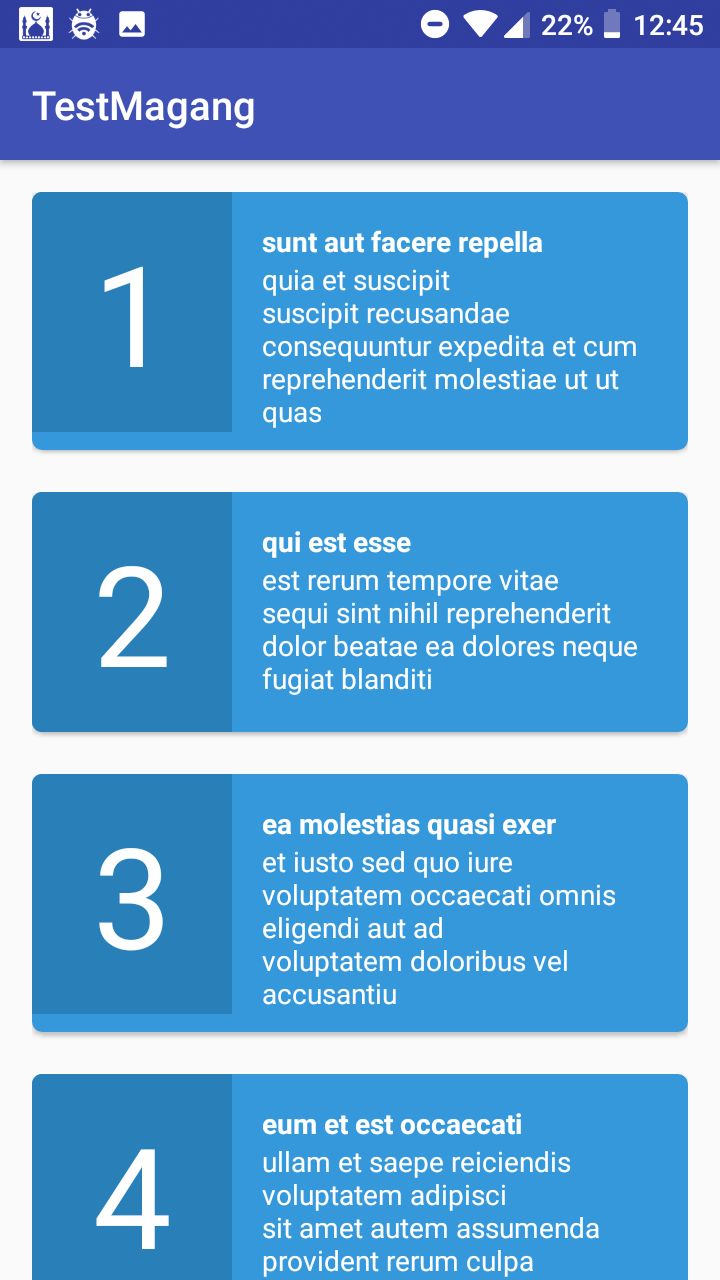 22% 12:45
TestMagang
1
sunt aut facere repella
quia et suscipit
suscipit recusandae
consequuntur expedita et cum
reprehenderit molestiae ut ut
quas
2
qui est esse
est rerum tempore vitae
sequi sint nihil reprehenderit
dolor beatae ea dolores neque
fugiat blanditi
3
ea molestias quasi exer
et iusto sed quo iure
voluptatem occaecati omnis
eligendi aut ad
voluptatem doloribus vel
accusantiu
4
eum et est occaecati
ullam et saepe reiciendis
voluptatem adipisci
sit amet autem assumenda
provident rerum culpa